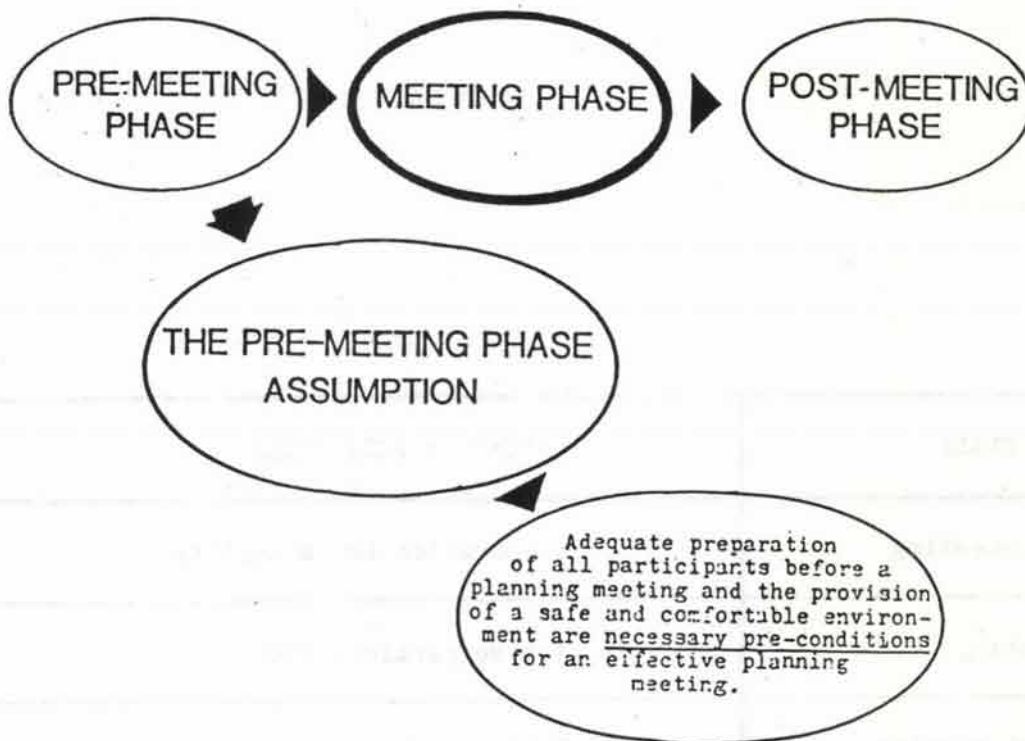 PRE-MEETING
PHASE
MEETING PHASE
POST-MEETING
PHASE
THE PRE-MEETING PHASE
ASSUMPTION
Adequate preparation
of all participants before a
planning meeting and the provision
of a safe and comfortable environ-
ment are necessary pre-conditions
for an effective planning
meeting.